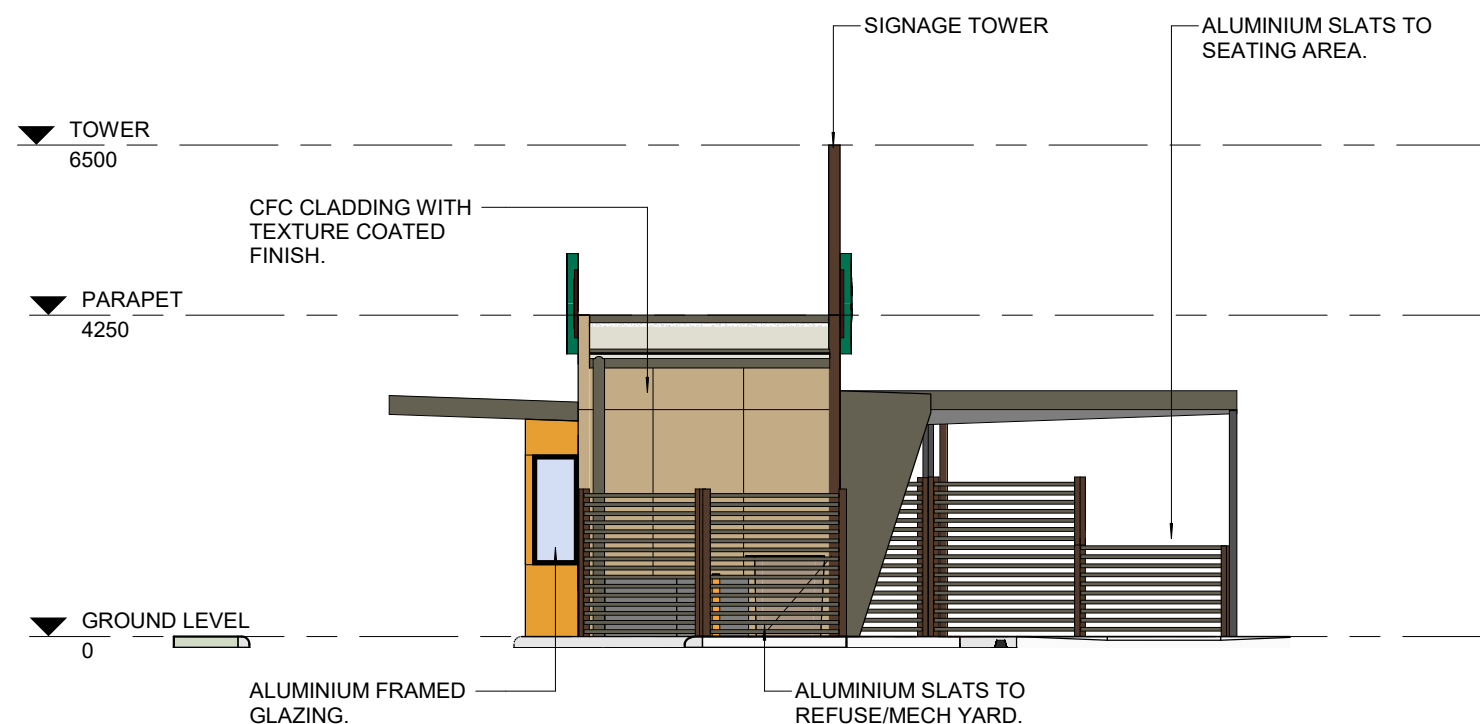 SIGNAGE TOWER
ALUMINIUM SLATS TO
SEATING AREA.
TOWER
6500
CFC CLADDING WITH
TEXTURE COATED
FINISH.
PARAPET
4250
GROUND LEVEL
0
ALUMINIUM FRAMED
GLAZING.
ALUMINIUM SLATS TO
REFUSE/MECH YARD.